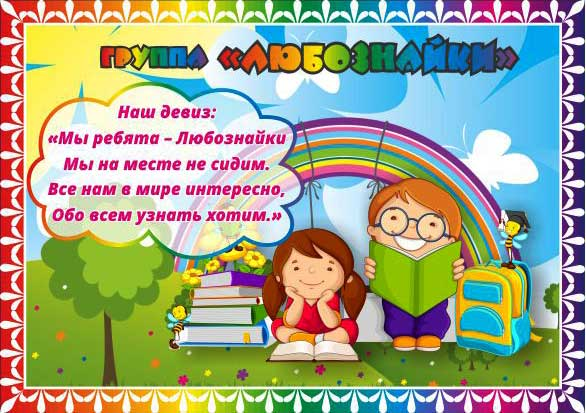 ГРУППА «ЛЮБОЗНАЙКИ»
Наш девиз:
«Мы ребята – Любознайки
Мы на месте не сидим.
Все нам в мире интересно,
Обо всем узнать хотим.»